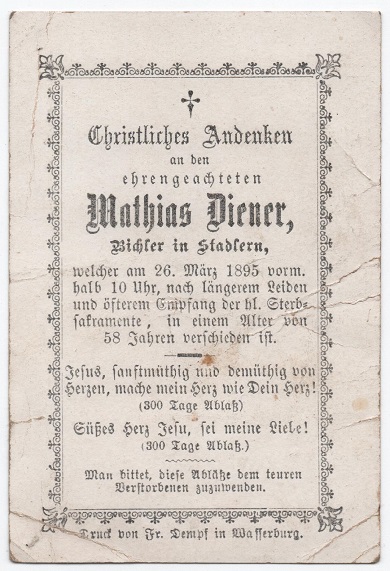 Christliches Andenken
an den
ehrengeachteten
Mathias Diener,
Bichler in Stadlern,
welcher am 26. März 1895 vorm.
halb 10 Uhr, nach längerem Leiden
und öfterem Empfang der hl. Sterb-
sakramente, in einem Alter von
58 Jahren verschieden ist.
Jesus, sanftmüthig und demüthig von
Herzen, mache mein Herz wie Dein Herz!
(300 Tage Ablaß)
Süßes Herz Jesu, sei meine Liebe!
(300 Tage Ablaß.)
Man bittet, diese Ablässe dem teuren
Verstorbenen zuzuwenden.
Druck von Fr. Dempf in Wasserburg.